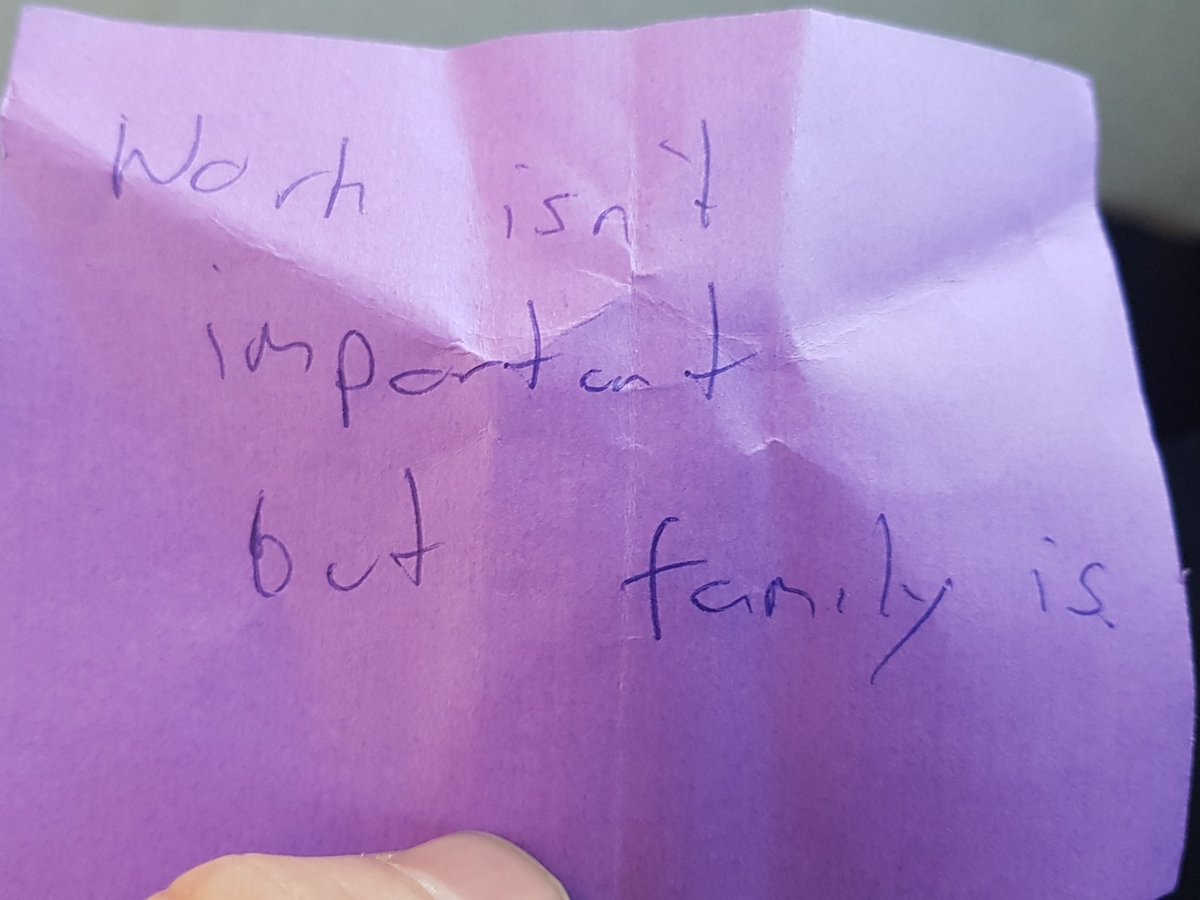 Work isn't
important
but family is.